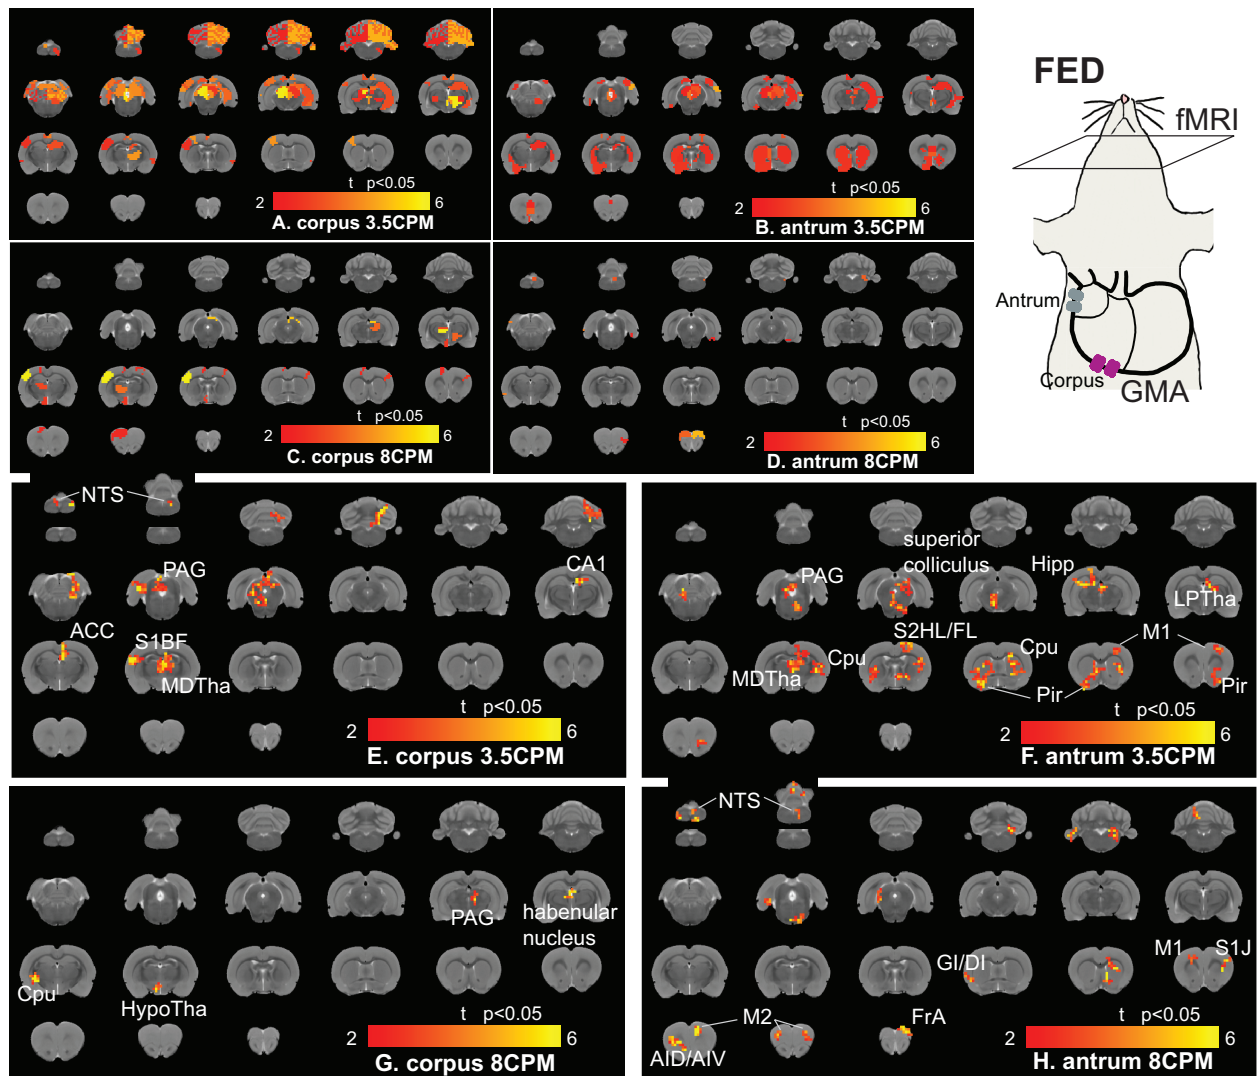 FED
fMRI
Antrum
Corpus
GMA
t p<0.05
2 6
A. corpus 3.5CPM
t p<0.05
2 6
B. antrum 3.5CPM
t p<0.05
2 6
C. corpus 8CPM
t p<0.05
2 6
D. antrum 8CPM
NTS
PAG
CA1
ACC
S1BF
MDTha
t p<0.05
2 6
E. corpus 3.5CPM
superior
colliculus
PAG
Hipp
LPTha
S2HL/FL
M1
Cpu
Cpu
MDTha
Pir
Pir
t p<0.05
2 6
F. antrum 3.5CPM
PAG
habenular
nucleus
Cpu
HypoTha
t p<0.05
2 6
G. corpus 8CPM
NTS
GI/DI
M1
S1J
M2
FrA
AID/AIV
t p<0.05
2 6
H. antrum 8CPM